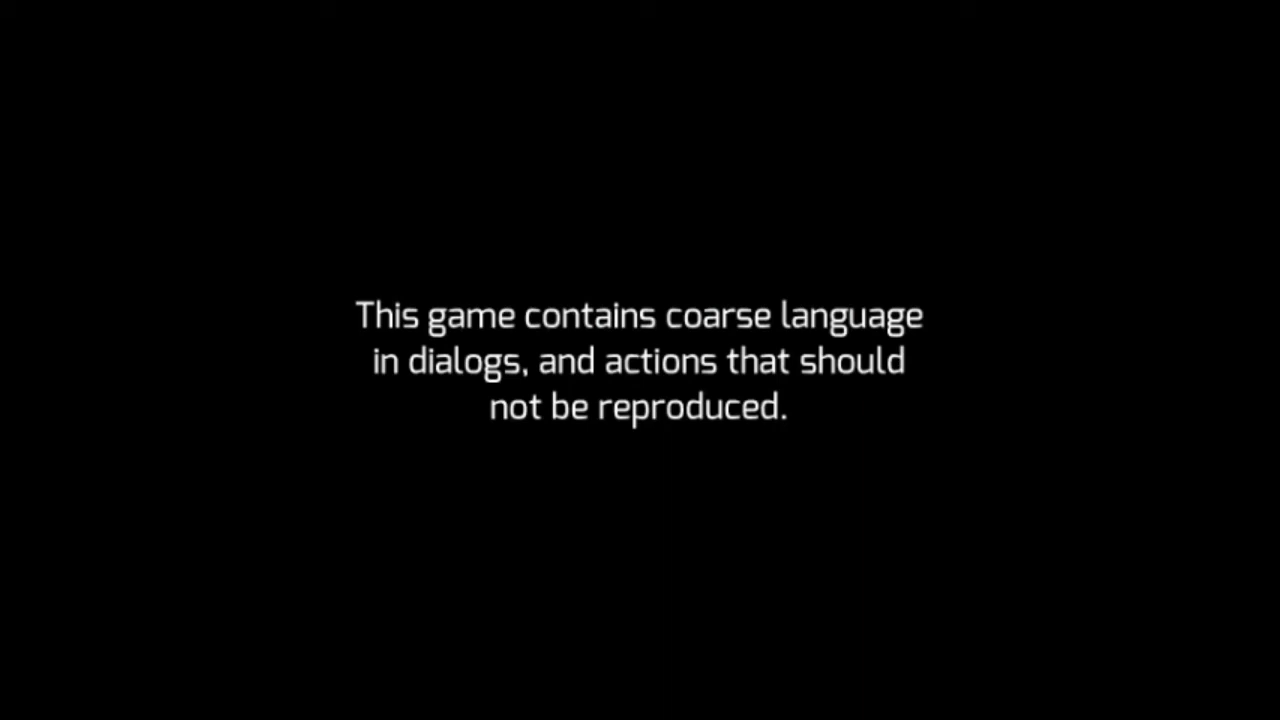 This game contains coarse language
in dialogs, and actions that should
not be reproduced.